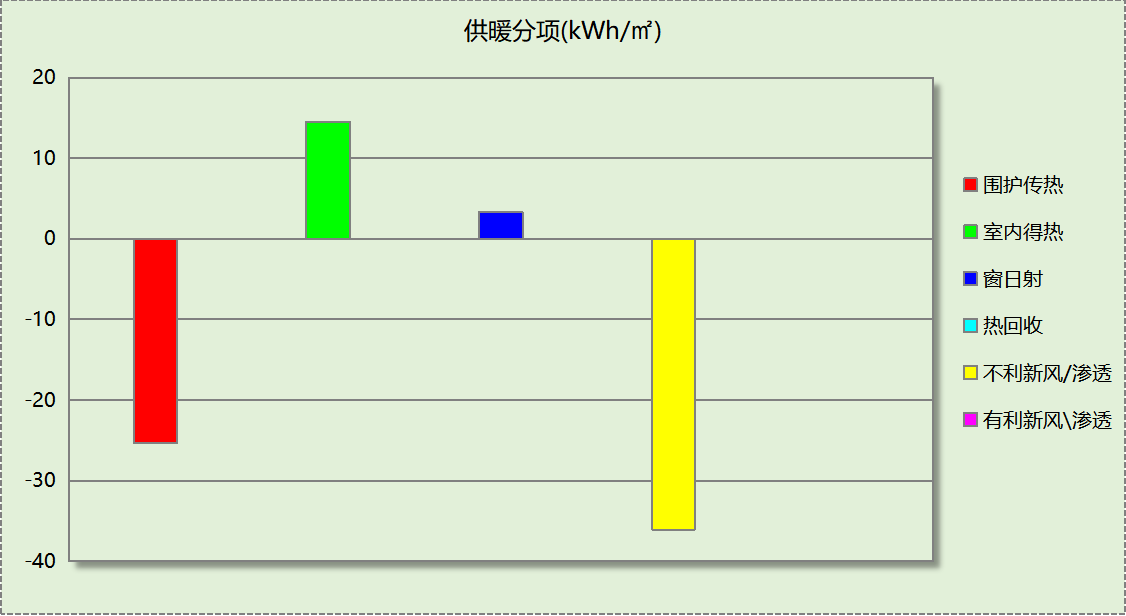 供暖分项(kWh/㎡)
20
10
0
-10
-20
-30
-40
围护传热
室内得热
窗日射
热回收
不利新风/渗透
有利新风\渗透